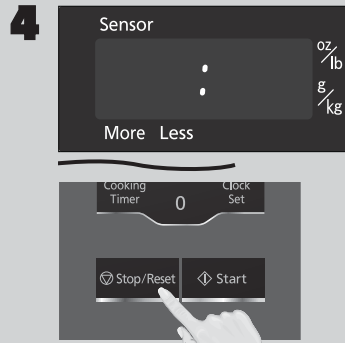 4
Sensor
:
oz/lb
g/kg
More Less
Cooking Timer
0
Clock Set
Stop/Reset
Start